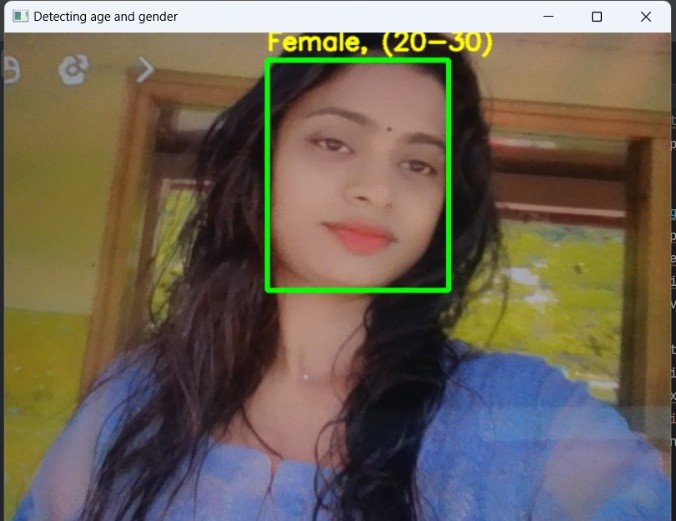 Detecting age and gender
Female, (20-30)